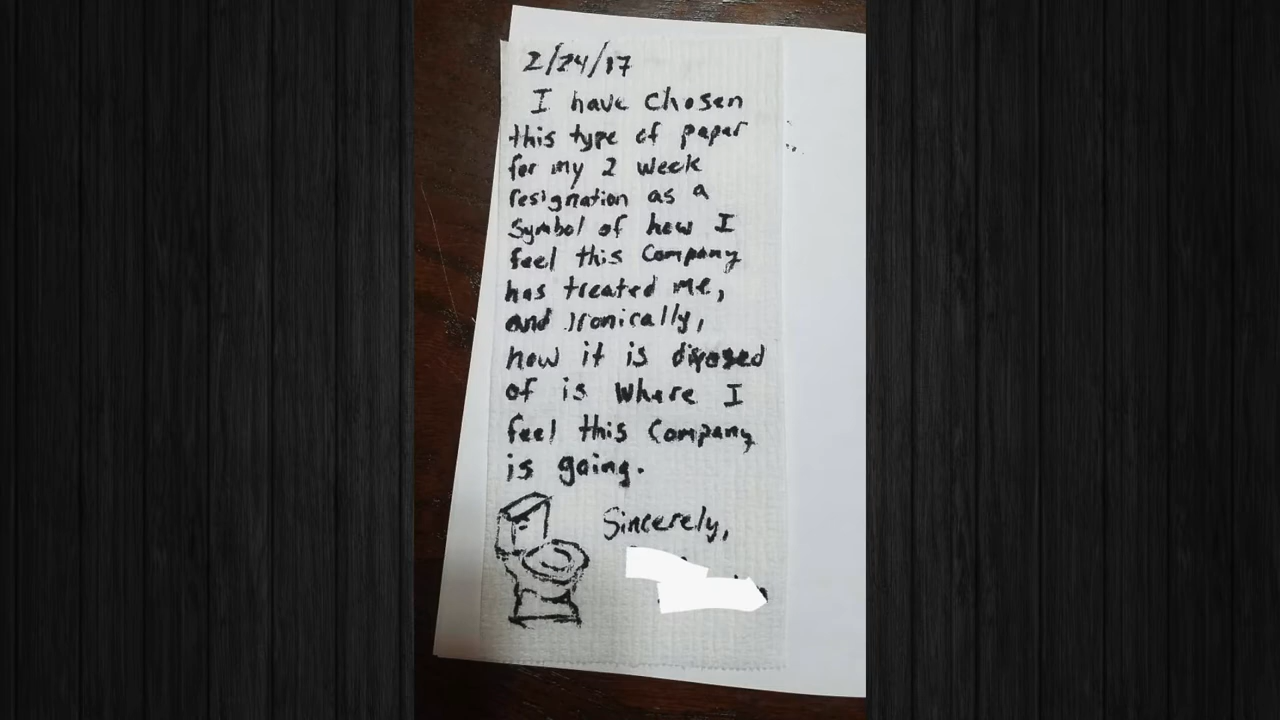 2/24/17
I have chosen
this type of paper
for my 2 week
resignation as a
Symbol of how I
feel this Company
has treated me,
and Ironically,
how it is disposed
of is where I
feel this Company
is going.
Sincerely,